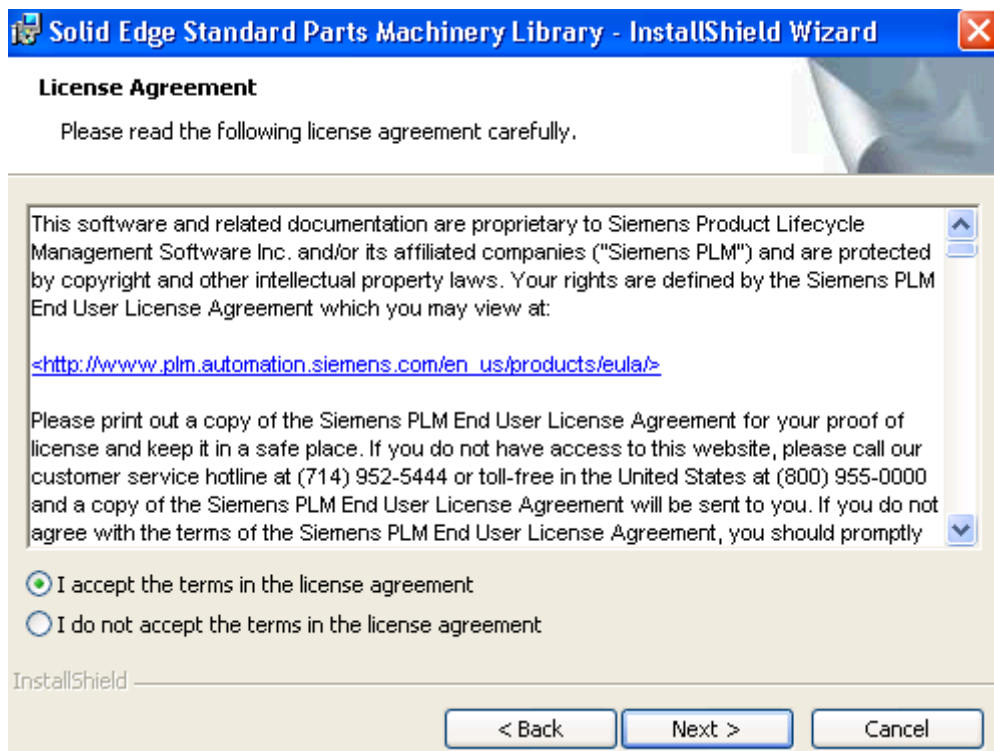 Solid Edge Standard Parts Machinery Library - InstallShield Wizard
License Agreement
Please read the following license agreement carefully.
This software and related documentation are proprietary to Siemens Product Lifecycle
Management Software Inc. and/or its affiliated companies ("Siemens PLM") and are protected
by copyright and other intellectual property laws. Your rights are defined by the Siemens PLM
End User License Agreement which you may view at:
<http://www.plm.automation.siemens.com/en_us/products/eula/>
Please print out a copy of the Siemens PLM End User License Agreement for your proof of
license and keep it in a safe place. If you do not have access to this website, please call our
customer service hotline at (714) 952-5444 or toll-free in the United States at (800) 955-0000
and a copy of the Siemens PLM End User License Agreement will be sent to you. If you do not
agree with the terms of the Siemens PLM End User License Agreement, you should promptly
I accept the terms in the license agreement
I do not accept the terms in the license agreement
InstallShield
< Back Next > Cancel